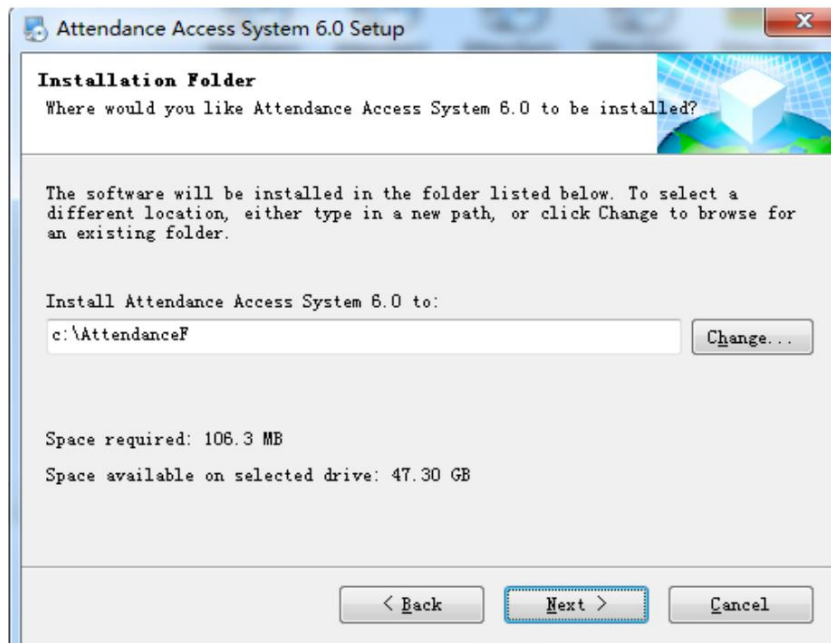 Attendance Access System 6.0 Setup
Installation Folder
Where would you like Attendance Access System 6.0 to be installed?
The software will be installed in the folder listed below. To select a
different location, either type in a new path, or click Change to browse for
an existing folder.
Install Attendance Access System 6.0 to:
c:\AttendanceF
Change...
Space required: 106.3 MB
Space available on selected drive: 47.30 GB
< Back
Next >
Cancel